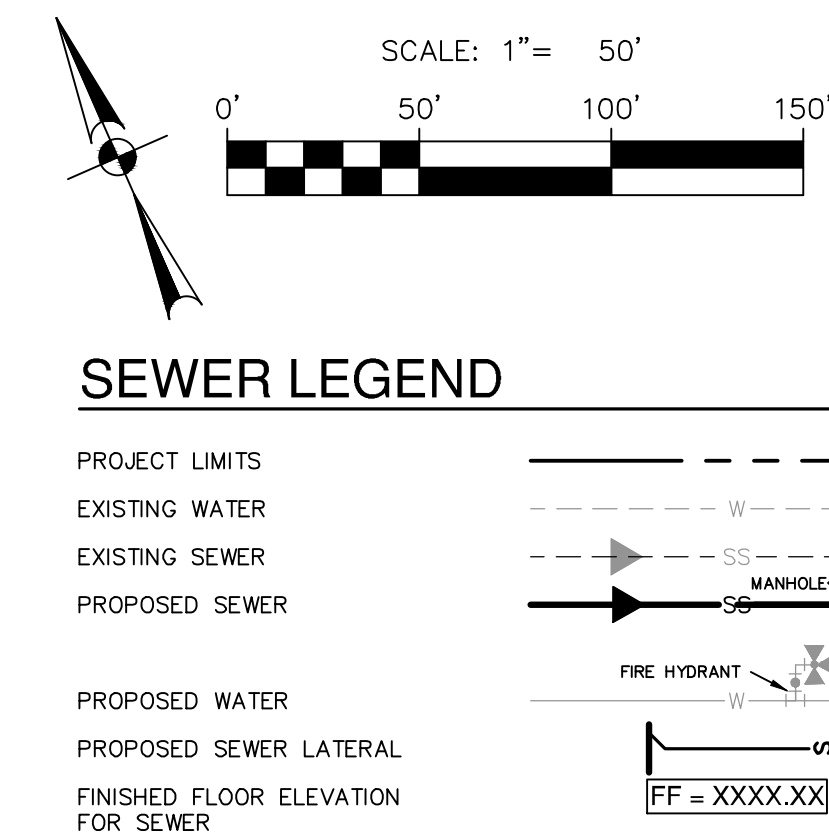 SCALE: 1"= 50'
0' 50' 100' 150'
SEWER LEGEND
PROJECT LIMITS
EXISTING WATER W
EXISTING SEWER SS
MANHOLE
PROPOSED SEWER SS
FIRE HYDRANT
PROPOSED WATER W
PROPOSED SEWER LATERAL S
FINISHED FLOOR ELEVATION FF = XXXX.XX
FOR SEWER